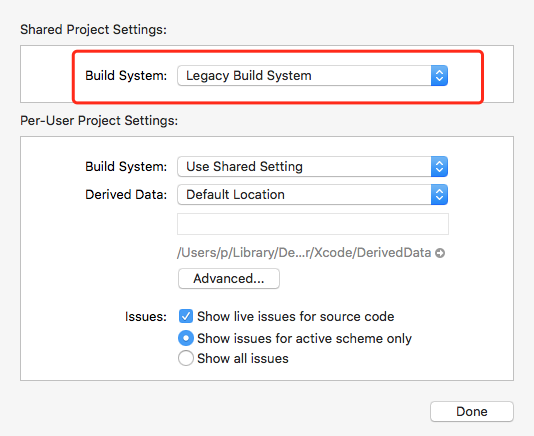 Shared Project Settings:
Build System: Legacy Build System
Per-User Project Settings:
Build System: Use Shared Setting
Derived Data: Default Location
/Users/p/Library/De...r/Xcode/DerivedData
Advanced...
Issues: Show live issues for source code
Show issues for active scheme only
Show all issues
Done